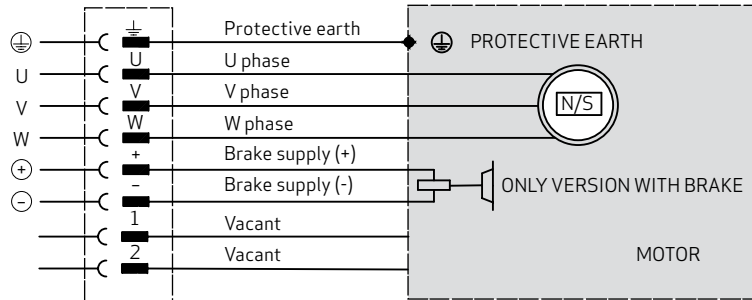 Protective earth
PROTECTIVE EARTH
U U U phase
V V V phase
N/S
W W W phase
+ + Brake supply (+)
- – Brake supply (-)
ONLY VERSION WITH BRAKE
1 Vacant
2 Vacant
MOTOR